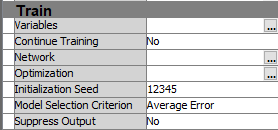 Train
Variables ...
Continue Training No
Network ...
Optimization ...
Initialization Seed 12345
Model Selection Criterion Average Error
Suppress Output No